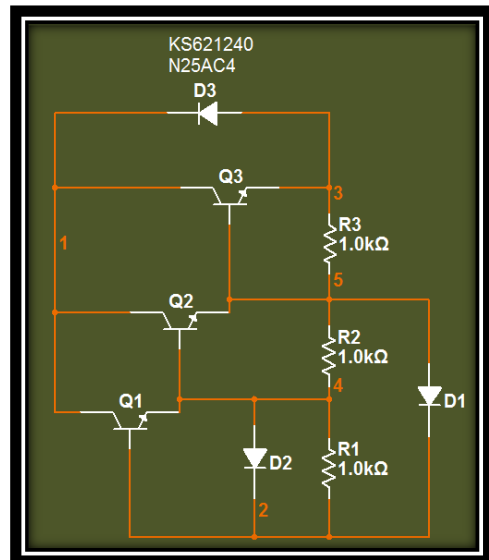 KS621240
N25AC4
D3
Q3
3
R3
1.0kΩ
1
5
Q2
R2
1.0kΩ
4
D1
Q1
R1
1.0kΩ
D2
2